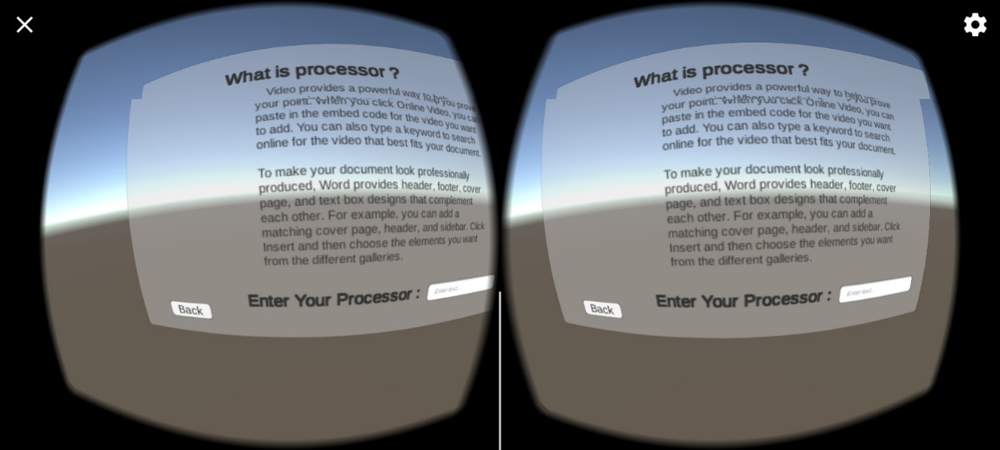 What is processor ?
Video provides a powerful way to help you prove
your point. When you click Online Video, you can
paste in the embed code for the video you want
to add. You can also type a keyword to search
online for the video that best fits your document.
To make your document look professionally
produced, Word provides header, footer, cover
page, and text box designs that complement
each other. For example, you can add a
matching cover page, header, and sidebar. Click
Insert and then choose the elements you want
from the different galleries.
Enter Your Processor :
Enter text...
Back
What is processor ?
Video provides a powerful way to help you prove
your point. When you click Online Video, you can
paste in the embed code for the video you want
to add. You can also type a keyword to search
online for the video that best fits your document.
To make your document look professionally
produced, Word provides header, footer, cover
page, and text box designs that complement
each other. For example, you can add a
matching cover page, header, and sidebar. Click
Insert and then choose the elements you want
from the different galleries.
Enter Your Processor :
Enter text...
Back